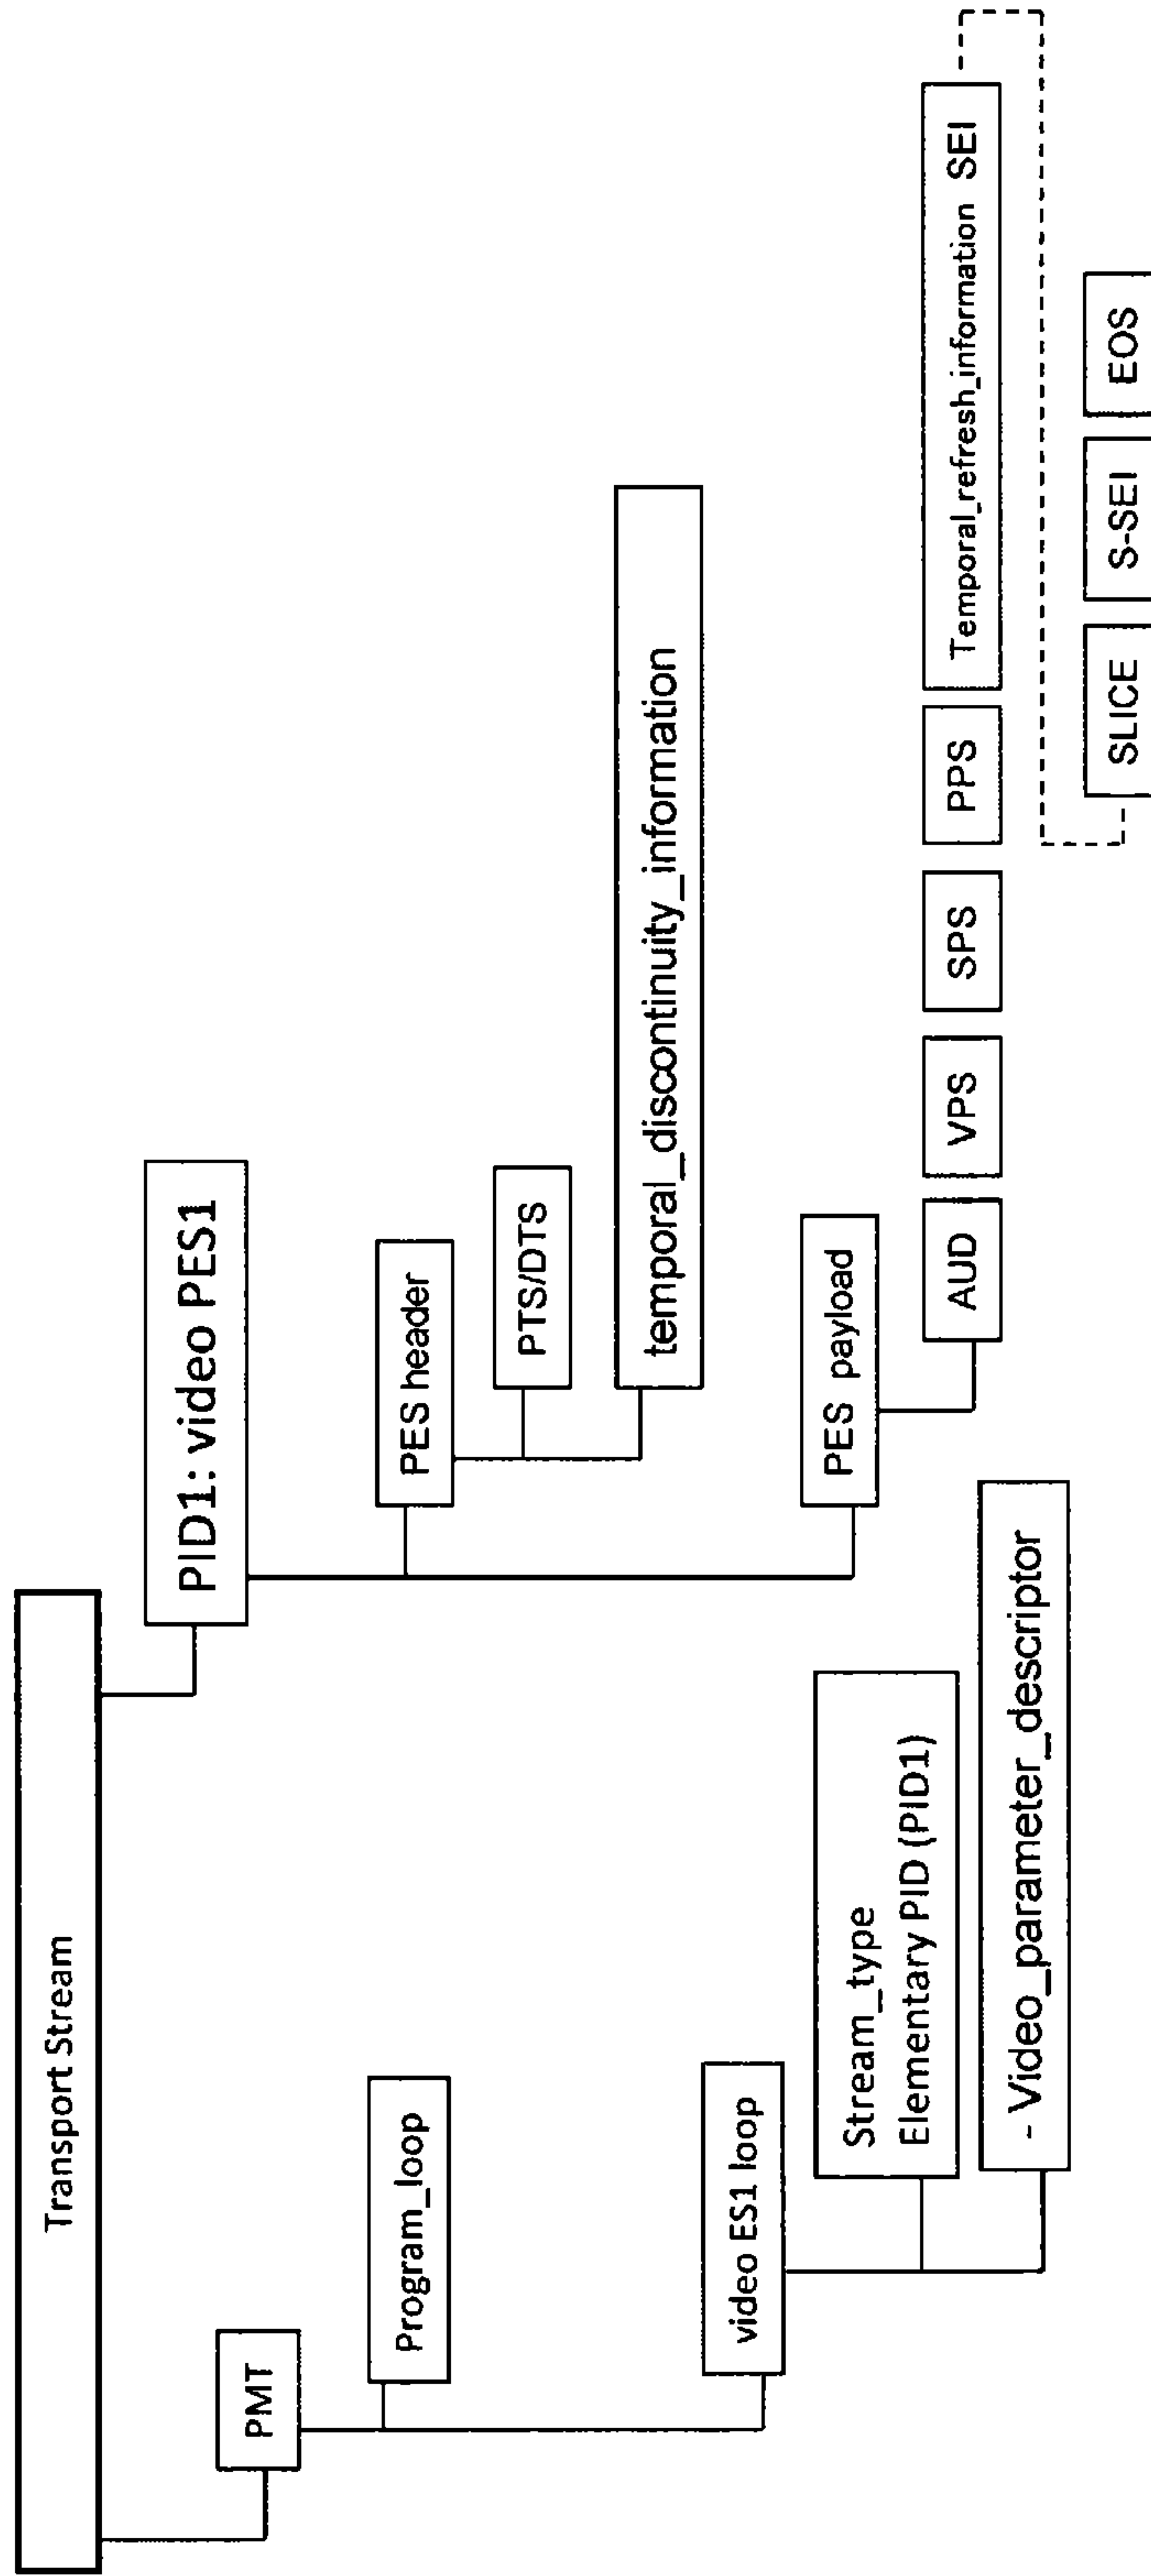 Transport Stream
PMT
Program_loop
video ES1 loop
Stream_type
Elementary PID (PID1)
- Video_parameter_descriptor
PID1: video PES1
PES header
PTS/DTS
temporal_discontinuity_information
PES payload
AUD
VPS
SPS
PPS
Temporal_refresh_information SEI
SLICE
S-SEI
EOS